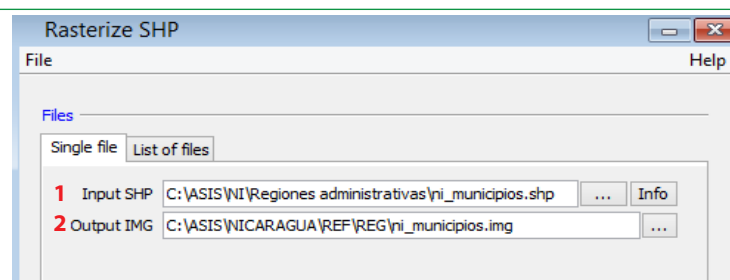 Rasterize SHP
File Help
Files
Single file List of files
1 Input SHP C:\ASIS\NI\Regiones administrativas\ni_municipios.shp ... Info
2 Output IMG C:\ASIS\NICARAGUA\REF\REG\ni_municipios.img ...